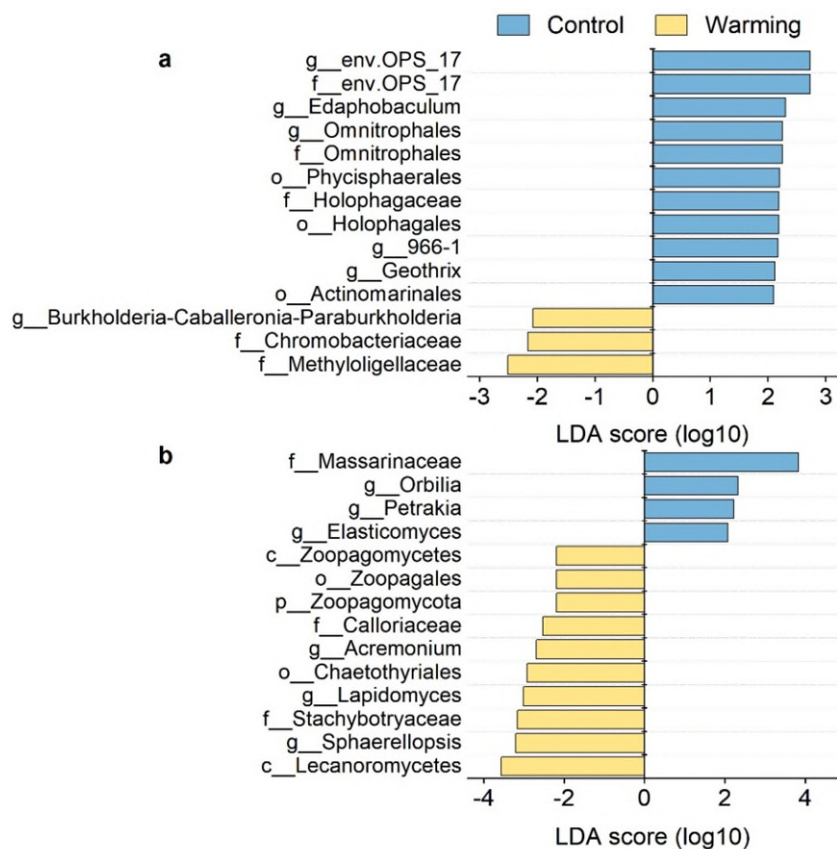 Control Warming
a
g__env.OPS_17
f__env.OPS_17
g__Edaphobaculum
g__Omnitrophales
f__Omnitrophales
o__Phycisphaerales
f__Holophagaceae
o__Holophagales
g__966-1
g__Geothrix
o__Actinomarinales
g__Burkholderia-Caballeronia-Paraburkholderia
f__Chromobacteriaceae
f__Methyloligellaceae
-3 -2 -1 0 1 2 3
LDA score (log10)
b
f__Massarinaceae
g__Orbilia
g__Petrakia
g__Elasticomyces
c__Zoopagomycetes
o__Zoopagales
p__Zoopagomycota
f__Calloriaceae
g__Acremonium
o__Chaetothyriales
g__Lapidomyces
f__Stachybotryaceae
g__Sphaerellopsis
c__Lecanoromycetes
-4 -2 0 2 4
LDA score (log10)